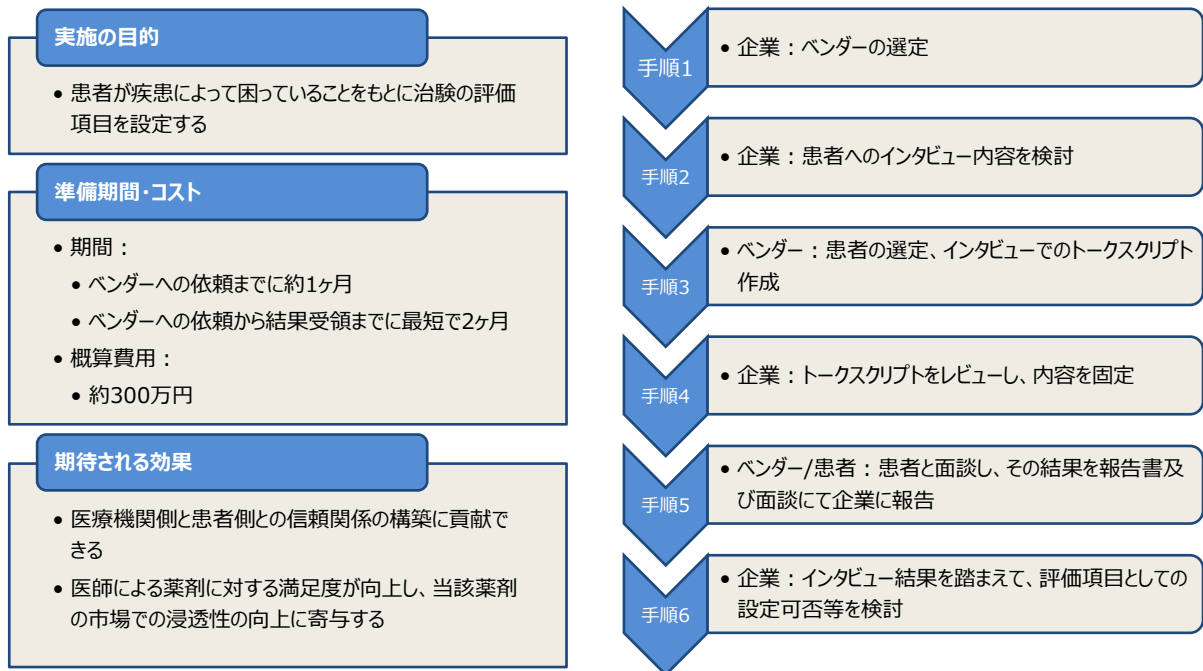 実施の目的
• 患者が疾患によって困っていることをもとに治験の評価
項目を設定する
準備期間・コスト
• 期間：
• ベンダーへの依頼までに約1ヶ月
• ベンダーへの依頼から結果受領までに最短で2ヶ月
• 概算費用：
• 約300万円
期待される効果
• 医療機関側と患者側との信頼関係の構築に貢献で
きる
• 医師による薬剤に対する満足度が向上し、当該薬剤
の市場での浸透性の向上に寄与する
手順1
• 企業：ベンダーの選定
手順2
• 企業：患者へのインタビュー内容を検討
手順3
• ベンダー：患者の選定、インタビューでのトークスクリプト
作成
手順4
• 企業：トークスクリプトをレビューし、内容を固定
手順5
• ベンダー/患者：患者と面談し、その結果を報告書及
び面談にて企業に報告
手順6
• 企業：インタビュー結果を踏まえて、評価項目としての
設定可否等を検討